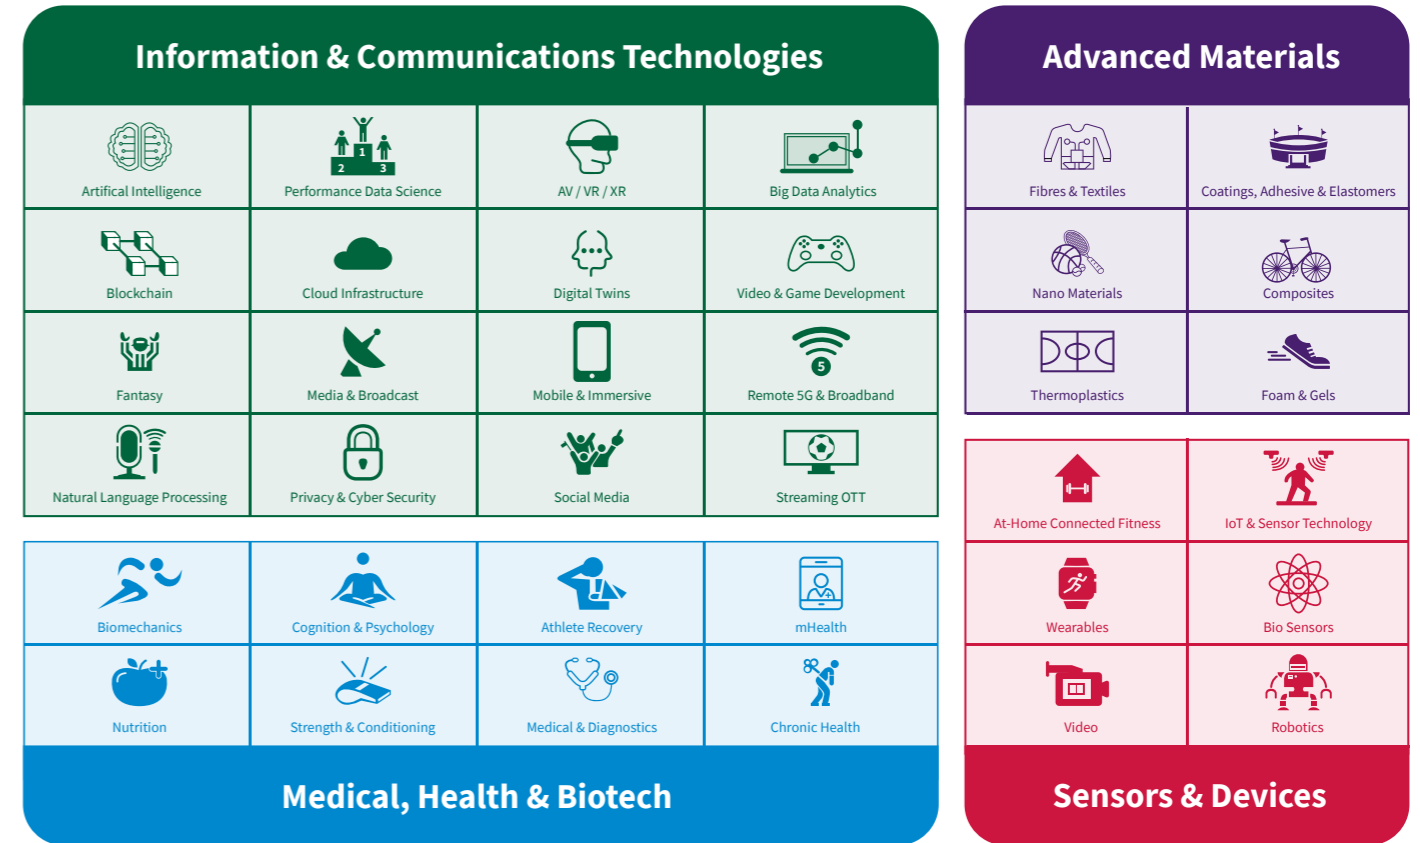 Information & Communications Technologies
Artifical Intelligence
1
2
3
Performance Data Science
AV / VR / XR
Big Data Analytics
Blockchain
Cloud Infrastructure
Digital Twins
Video & Game Development
Fantasy
Media & Broadcast
Mobile & Immersive
5
Remote 5G & Broadband
Natural Language Processing
Privacy & Cyber Security
Social Media
Streaming OTT
Advanced Materials
Fibres & Textiles
Coatings, Adhesive & Elastomers
Nano Materials
Composites
Thermoplastics
Foam & Gels
Biomechanics
Cognition & Psychology
Athlete Recovery
mHealth
Nutrition
Strength & Conditioning
Medical & Diagnostics
Chronic Health
Medical, Health & Biotech
At-Home Connected Fitness
IoT & Sensor Technology
Wearables
Bio Sensors
Video
Robotics
Sensors & Devices